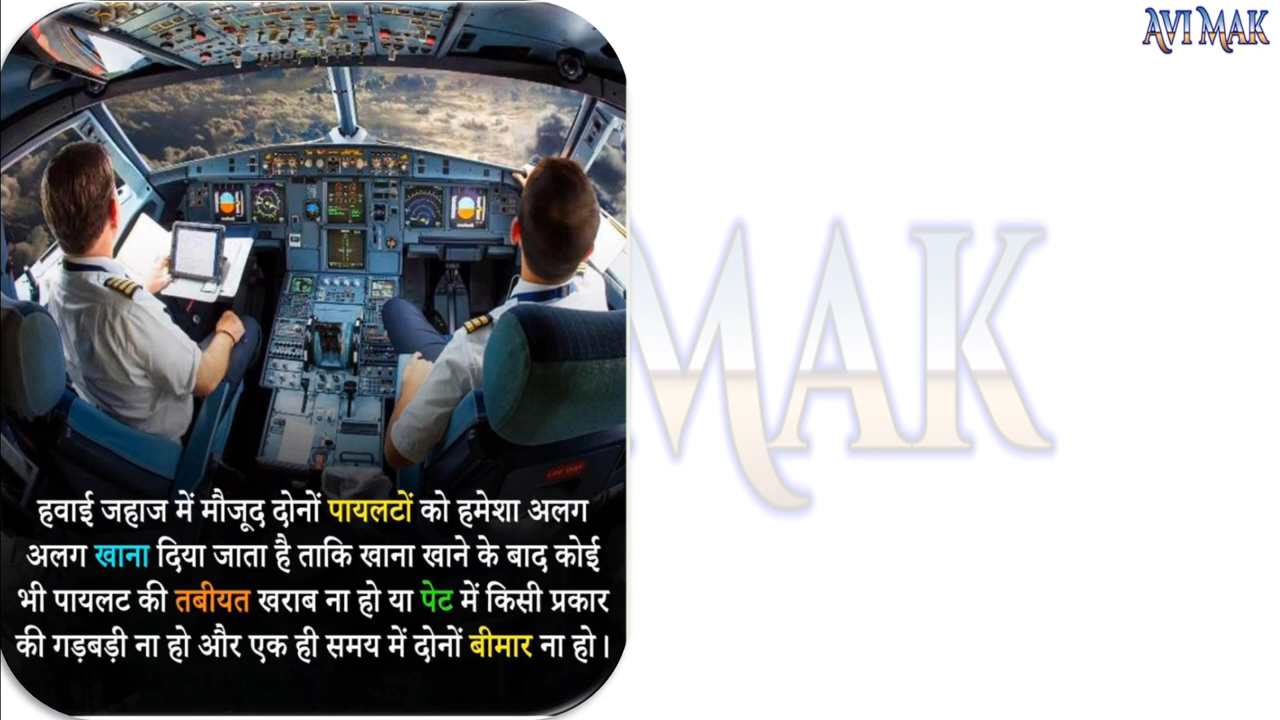 AVI MAK
MAK
हवाई जहाज में मौजूद दोनों पायलटों को हमेशा अलग
अलग खाना दिया जाता है ताकि खाना खाने के बाद कोई
भी पायलट की तबीयत खराब ना हो या पेट में किसी प्रकार
की गड़बड़ी ना हो और एक ही समय में दोनों बीमार ना हो।